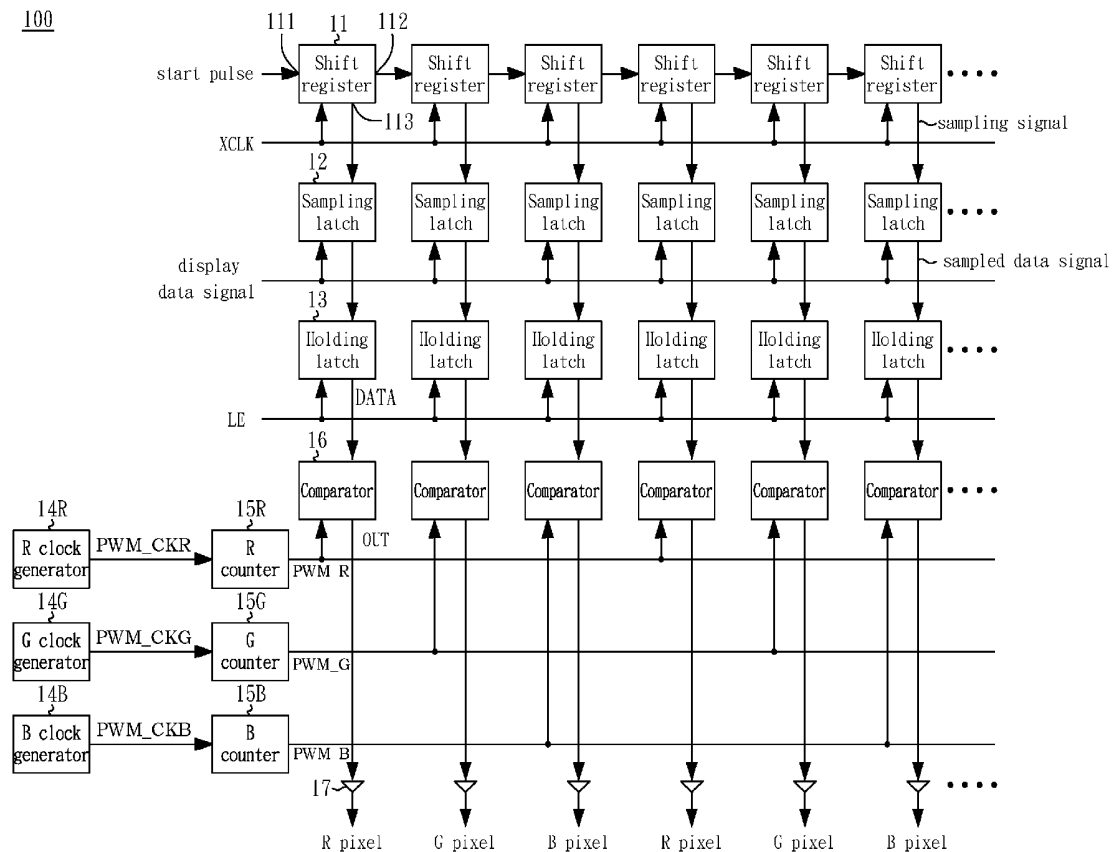 100
111
11
112
start pulse
Shift register
Shift register
Shift register
Shift register
Shift register
Shift register
113
sampling signal
XCLK
12
Sampling latch
Sampling latch
Sampling latch
Sampling latch
Sampling latch
Sampling latch
display data signal
sampled data signal
13
Holding latch
Holding latch
Holding latch
Holding latch
Holding latch
Holding latch
DATA
LE
16
Comparator
Comparator
Comparator
Comparator
Comparator
Comparator
14R
R clock generator
PWM_CKR
15R
R counter
PWM_R
OUT
14G
G clock generator
PWM_CKG
15G
G counter
PWM_G
14B
B clock generator
PWM_CKB
15B
B counter
PWM_B
17
R pixel
G pixel
B pixel
R pixel
G pixel
B pixel